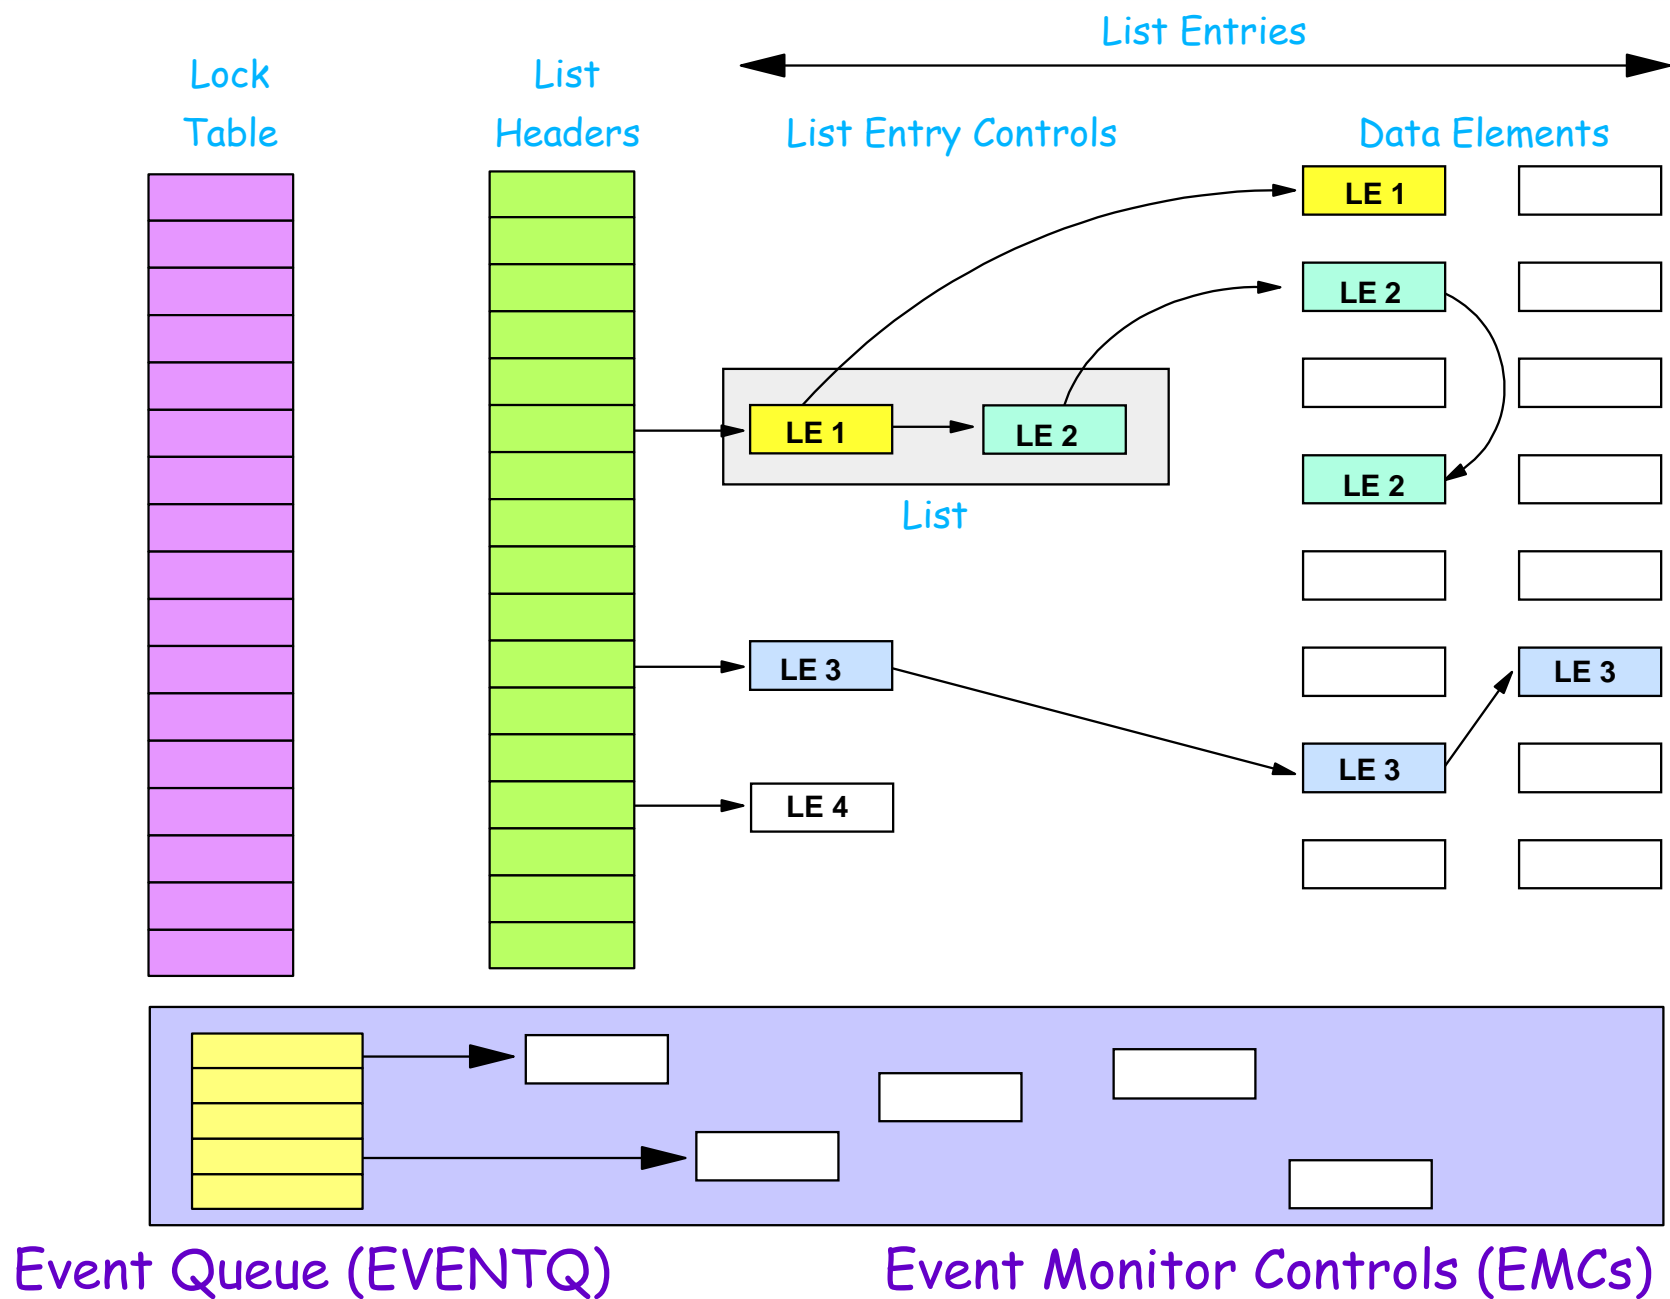 List Entries
Lock
Table
List
Headers
List Entry Controls
Data Elements
LE 1
LE 2
LE 1
LE 2
LE 2
List
LE 3
LE 3
LE 3
LE 4
Event Queue (EVENTQ)
Event Monitor Controls (EMCs)